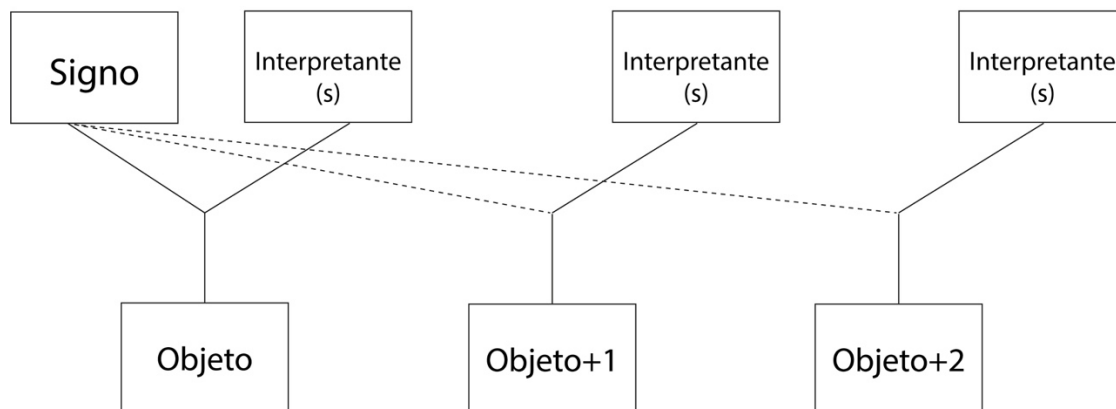 Signo
Interpretante
(s)
Interpretante
(s)
Interpretante
(s)
Objeto
Objeto+1
Objeto+2